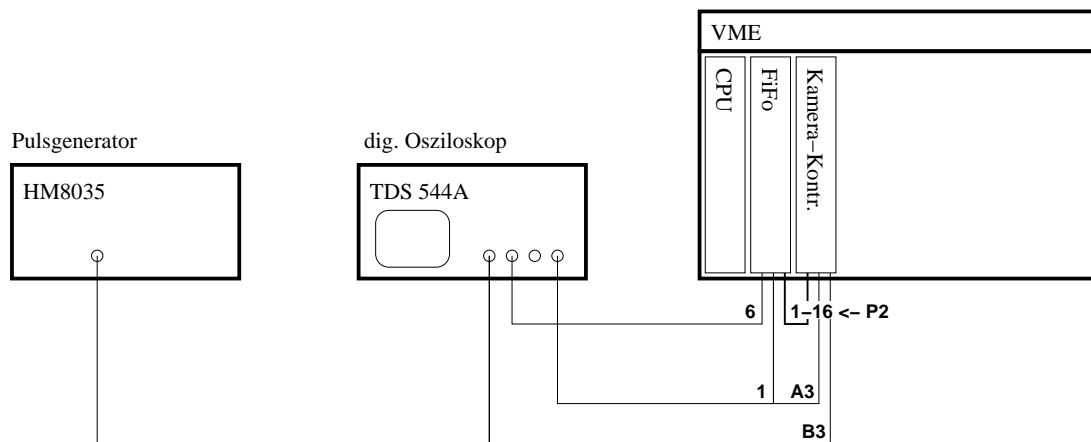 VME
CPU
FiFo
Kamera–Kontr.
Pulsgenerator
dig. Osziloskop
HM8035
TDS 544A
6
1–16 <– P2
1
A3
B3